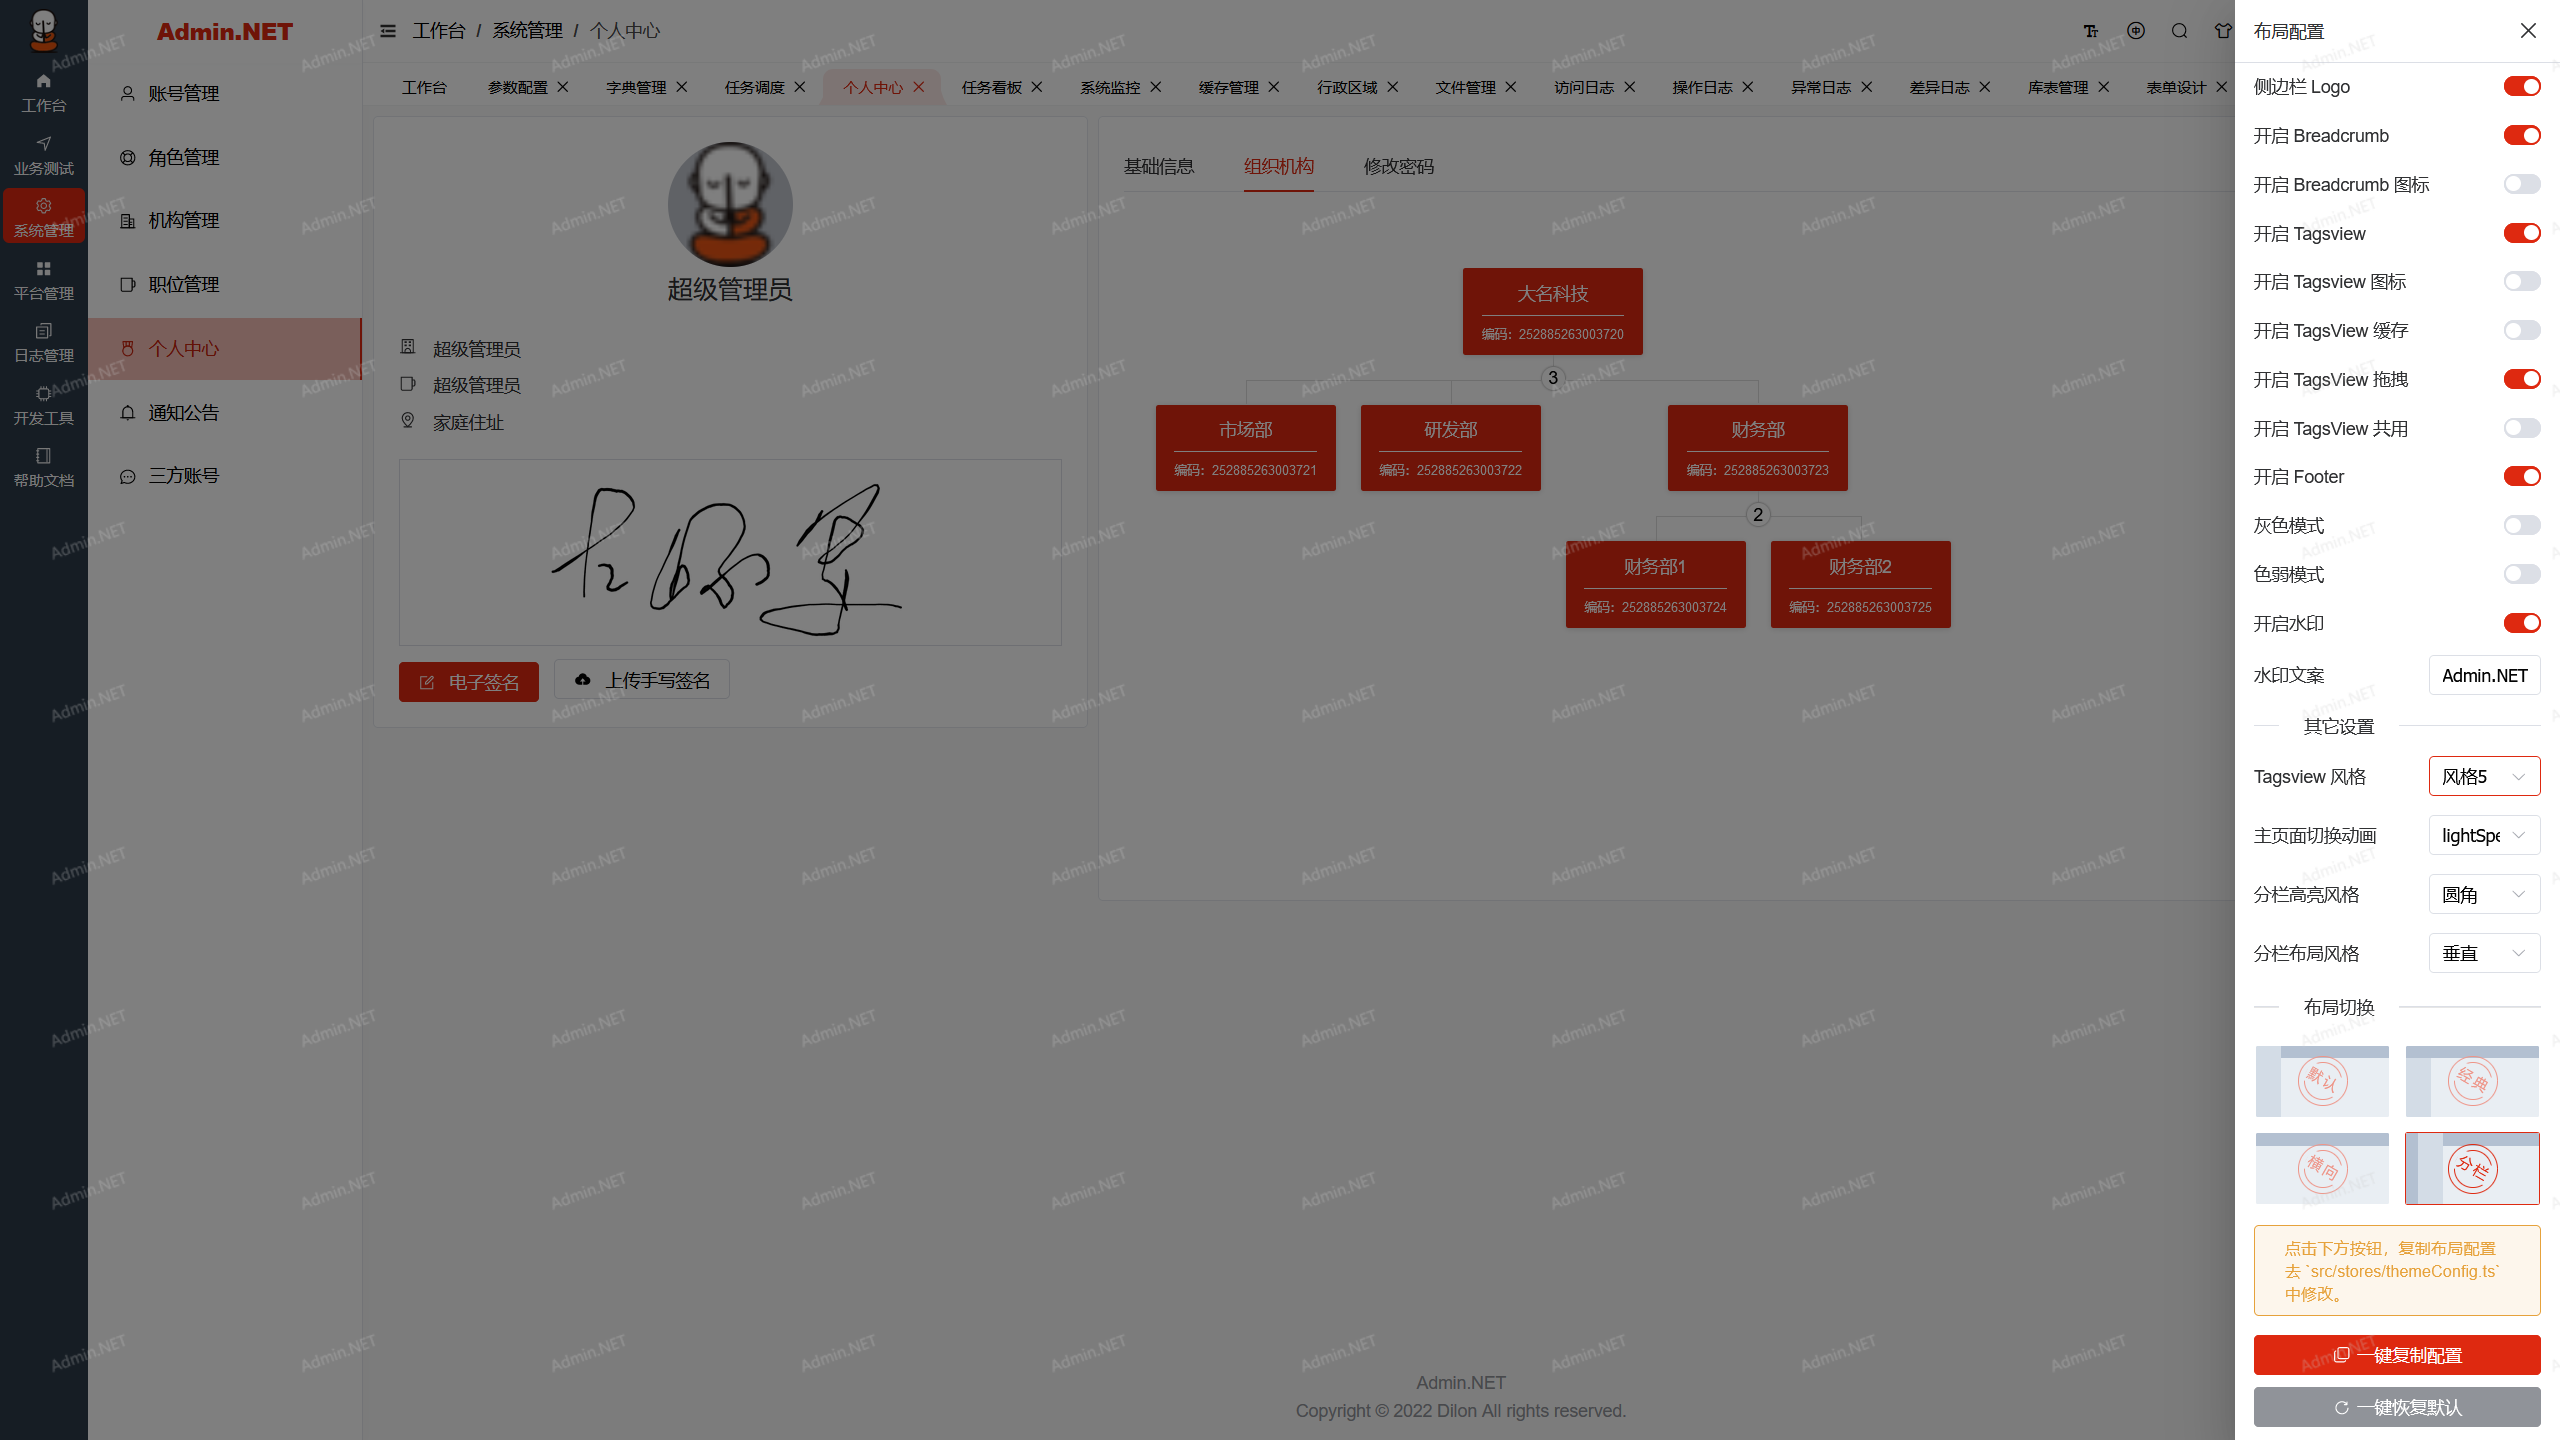 Admin.NET
工作台
业务测试
系统管理
平台管理
日志管理
开发工具
帮助文档
账号管理
角色管理
机构管理
职位管理
个人中心
通知公告
三方账号
工作台 / 系统管理 / 个人中心
工作台 参数配置 字典管理 任务调度 个人中心 任务看板 系统监控 缓存管理 行政区域 文件管理 访问日志 操作日志 异常日志 差异日志 库表管理 表单设计
超级管理员
超级管理员
超级管理员
家庭住址
电子签名 上传手写签名
基础信息 组织机构 修改密码
大名科技
编码：252885263003720
3
市场部
编码：252885263003721
研发部
编码：252885263003722
财务部
编码：252885263003723
2
财务部1
编码：252885263003724
财务部2
编码：252885263003725
Admin.NET
Copyright © 2022 Dilon All rights reserved.
布局配置
侧边栏 Logo
开启 Breadcrumb
开启 Breadcrumb 图标
开启 Tagsview
开启 Tagsview 图标
开启 TagsView 缓存
开启 TagsView 拖拽
开启 TagsView 共用
开启 Footer
灰色模式
色弱模式
开启水印
水印文案 Admin.NET
其它设置
Tagsview 风格 风格5
主页面切换动画 lightSpe
分栏高亮风格 圆角
分栏布局风格 垂直
布局切换
默认 经典
横向 分栏
点击下方按钮，复制布局配置
去 `src/stores/themeConfig.ts`
中修改。
一键复制配置
一键恢复默认